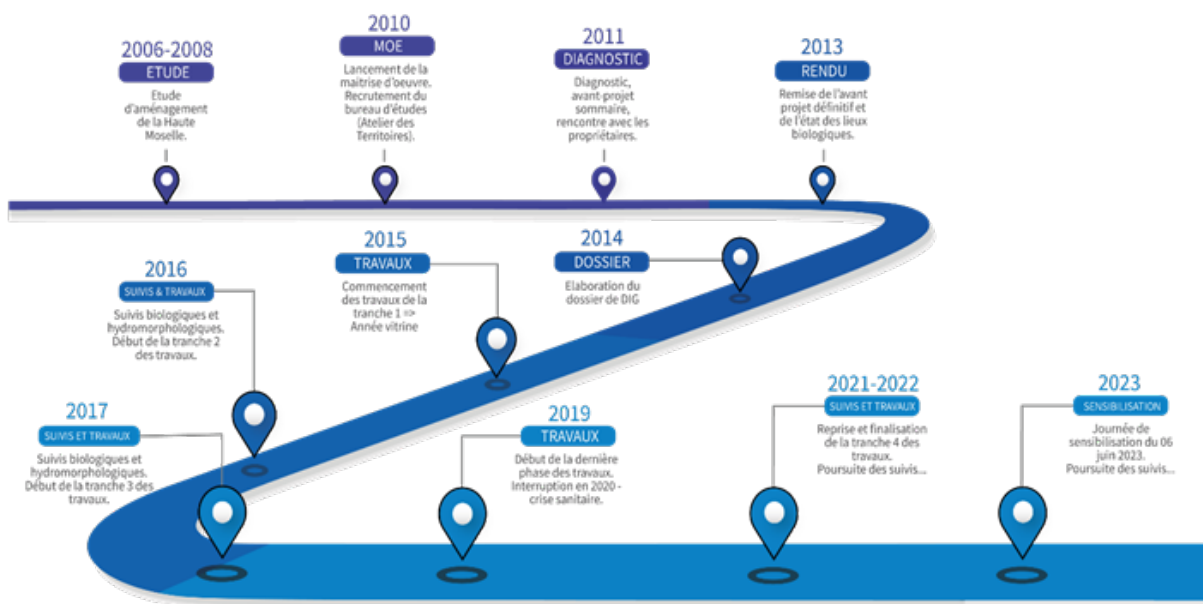 2006-2008
ETUDE
Etude
d'aménagement
de la Haute
Moselle.
2010
MOE
Lancement de la
maitrise d'oeuvre.
Recrutement du
bureau d'études
(Atelier des
Territoires).
2011
DIAGNOSTIC
Diagnostic,
avant-projet
sommaire,
rencontre avec les
propriétaires.
2013
RENDU
Remise de l'avant
projet définitif et
de l'état des lieux
biologiques.
2014
DOSSIER
Elaboration du
dossier de DIG
2015
TRAVAUX
Commencement
des travaux de la
tranche 1 =>
Année vitrine
2016
SUIVIS & TRAVAUX
Suivis biologiques et
hydromorphologiques.
Début de la tranche 2
des travaux.
2017
SUIVIS ET TRAVAUX
Suivis biologiques et
hydromorphologiques.
Début de la tranche 3 des
travaux.
2019
TRAVAUX
Début de la dernière
phase des travaux.
Interruption en 2020 -
crise sanitaire.
2021-2022
SUIVIS ET TRAVAUX
Reprise et finalisation
de la tranche 4 des
travaux.
Poursuite des suivis...
2023
SENSIBILISATION
Journée de
sensibilisation du 06
juin 2023.
Poursuite des suivis...